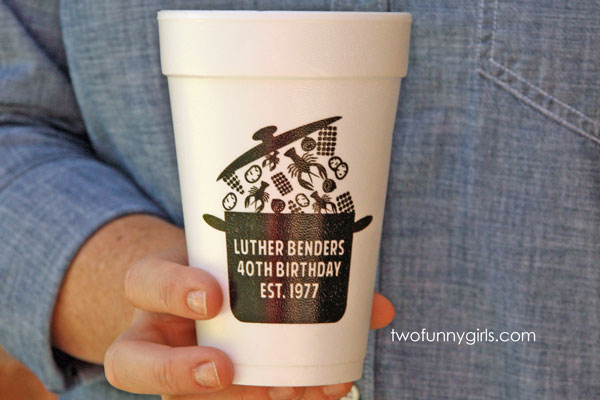 LUTHER BENDERS
40TH BIRTHDAY
EST. 1977
twofunnygirls.com